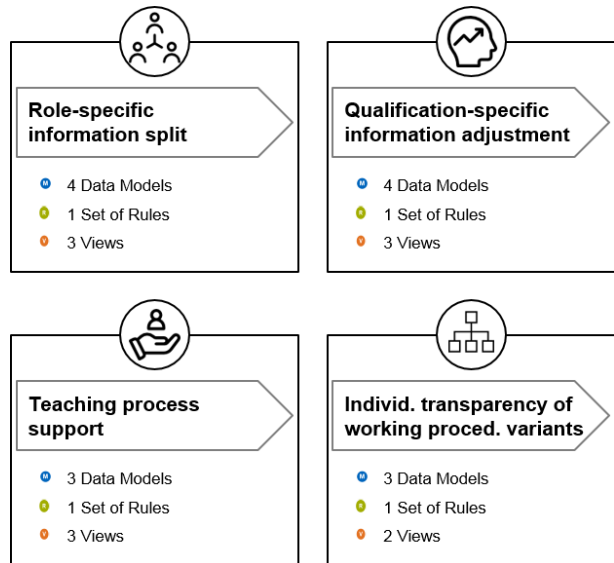 Role-specific
information split
M 4 Data Models
R 1 Set of Rules
V 3 Views
Qualification-specific
information adjustment
M 4 Data Models
R 1 Set of Rules
V 3 Views
Teaching process
support
M 3 Data Models
R 1 Set of Rules
V 3 Views
Individ. transparency of
working proced. variants
M 3 Data Models
R 1 Set of Rules
V 2 Views